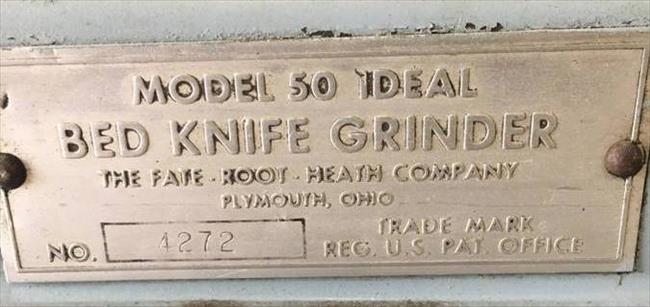 MODEL 50 IDEAL
BED KNIFE GRINDER
THE FATE-ROOT-HEATH COMPANY
PLYMOUTH, OHIO
NO. 4272
TRADE MARK
REG. U.S. PAT. OFFICE